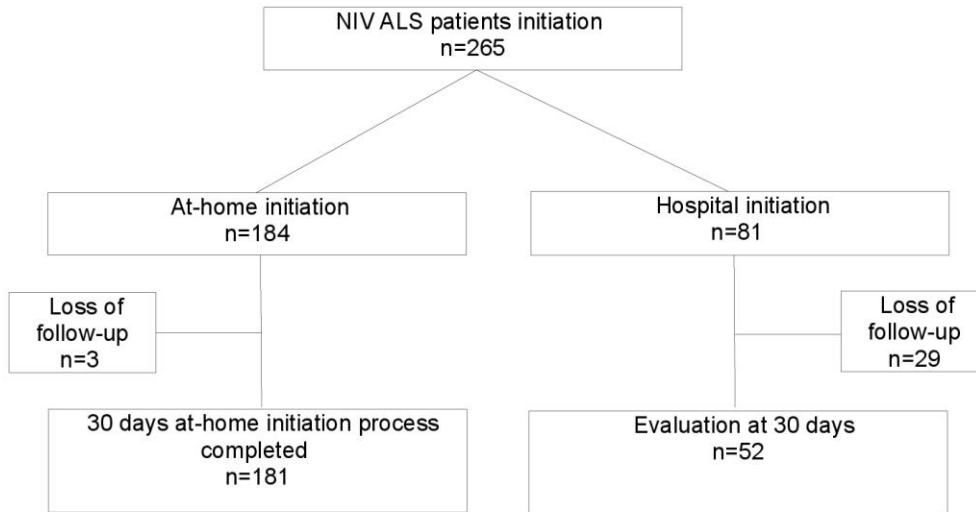 NIV ALS patients initiation
n=265
At-home initiation
n=184
Hospital initiation
n=81
Loss of
follow-up
n=3
Loss of
follow-up
n=29
30 days at-home initiation process
completed
n=181
Evaluation at 30 days
n=52